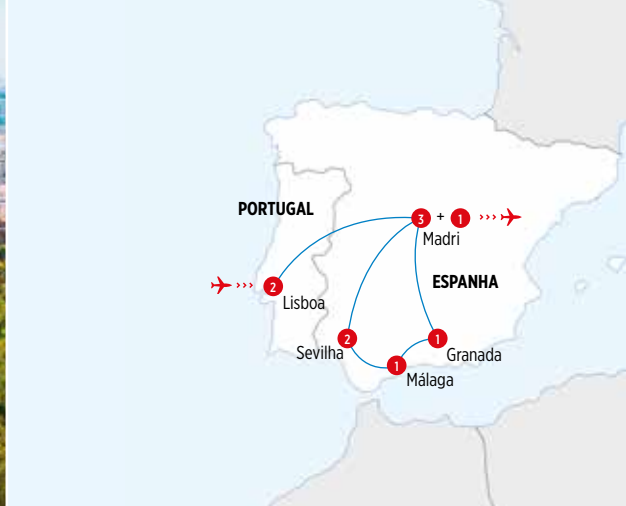 PORTUGAL
3 + 1
Madri
ESPANHA
2
Lisboa
2
Sevilha
1
Granada
1
Málaga